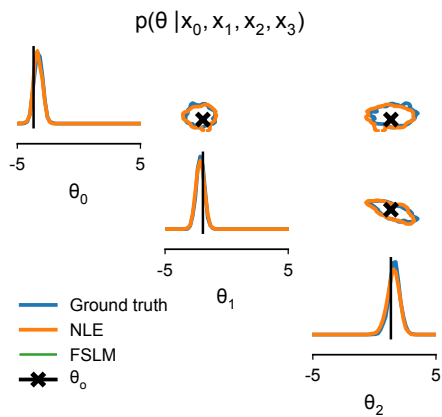 p(θ |x₀, x₁, x₂, x₃)
-5 5
θ₀
-5 5
θ₁
-5 5
θ₂
Ground truth
NLE
FSLM
θₒ